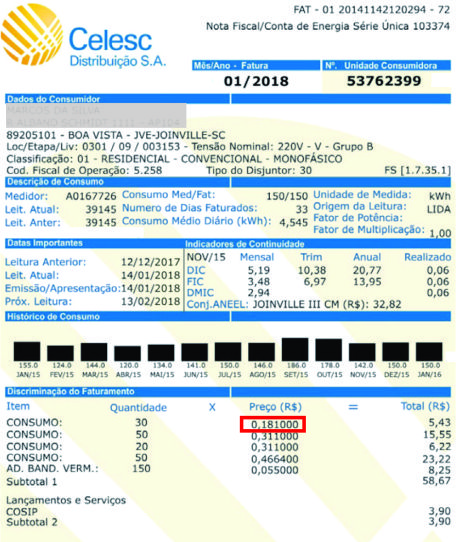 FAT - 01 20141142120294 - 72
Nota Fiscal/Conta de Energia Série Única 103374
Celesc
Distribuição S.A.
Mês/Ano - Fatura Nº. Unidade Consumidora
01/2018 53762399
Dados do Consumidor
MARCOS DA SILVA
R ALBANO SCHMIDT 1111 - AP104
89205101 - BOA VISTA - JVE-JOINVILLE-SC
Loc/Etapa/Liv: 0301 / 09 / 003153 - Tensão Nominal: 220V - V - Grupo B
Classificação: 01 - RESIDENCIAL - CONVENCIONAL - MONOFÁSICO
Cod. Fiscal de Operação: 5.258 Tipo do Disjuntor: 30 FS [1.7.35.1]
Descrição de Consumo
Medidor: A0167726 Consumo Med/Fat: 150/150 Unidade de Medida: kWh
Leit. Atual: 39145 Numero de Dias Faturados: 33 Origem da Leitura: LIDA
Leit. Anter: 39145 Consumo Médio Diário (kWh): 4,545 Fator de Potência:
Fator de Multiplicação: 1,00
Datas Importantes Indicadores de Continuidade
Leitura Anterior: 12/12/2017 NOV/15 Mensal Trim Anual Realizado
Leit. Atual: 14/01/2018 DIC 5,19 10,38 20,77 0,06
Emissão/Apresentação: 14/01/2018 FIC 3,48 6,97 13,95 0,06
Próx. Leitura: 13/02/2018 DMIC 2,94 0,06
Conj.ANEEL: JOINVILLE III CM (R$): 32,82
Histórico de Consumo
155.0 124.0 144.0 120.0 134.0 141.0 150.0 146.0 186.0 178.0 142.0 150.0 150.0
JAN/15 FEV/15 MAR/15 ABR/15 MAI/15 JUN/15 JUL/15 AGO/15 SET/15 OUT/15 NOV/15 DEZ/15 JAN/16
Discriminação do Faturamento
Item Quantidade X Preço (R$) = Total (R$)
CONSUMO: 30 0,181000 5,43
CONSUMO: 50 0,311000 15,55
CONSUMO: 20 0,311000 6,22
CONSUMO: 50 0,466400 23,22
AD. BAND. VERM.: 150 0,055000 8,25
Subtotal 1 58,67
Lançamentos e Serviços
COSIP 3,90
Subtotal 2 3,90